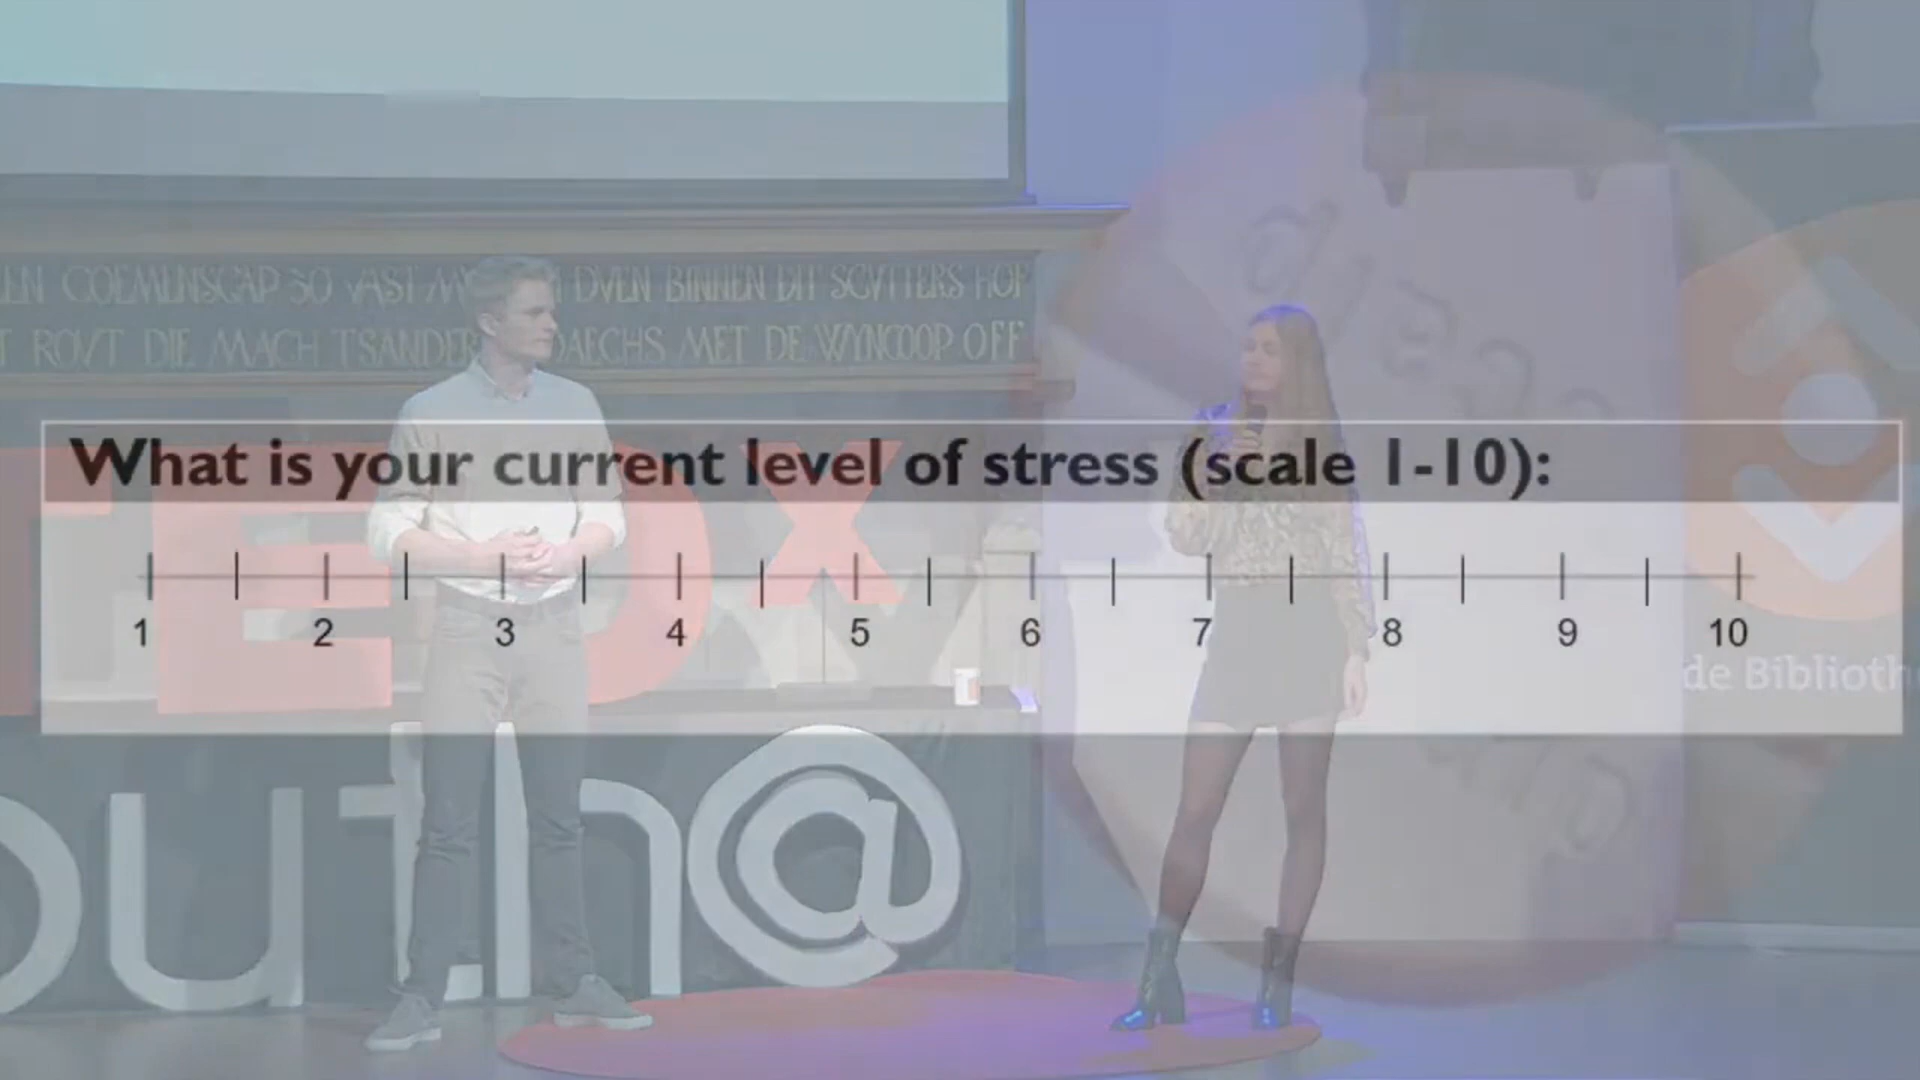 COEMENSCAP SO VAST
DVEN BINNEN DIT SCVTTERS HOF
ROVT DIE MACH TSANDER DAECHS MET DE WYNCOOP OFF
What is your current level of stress (scale 1-10):
TEDx
1 2 3 4 5 6 7 8 9 10
de Biblioth
outh@